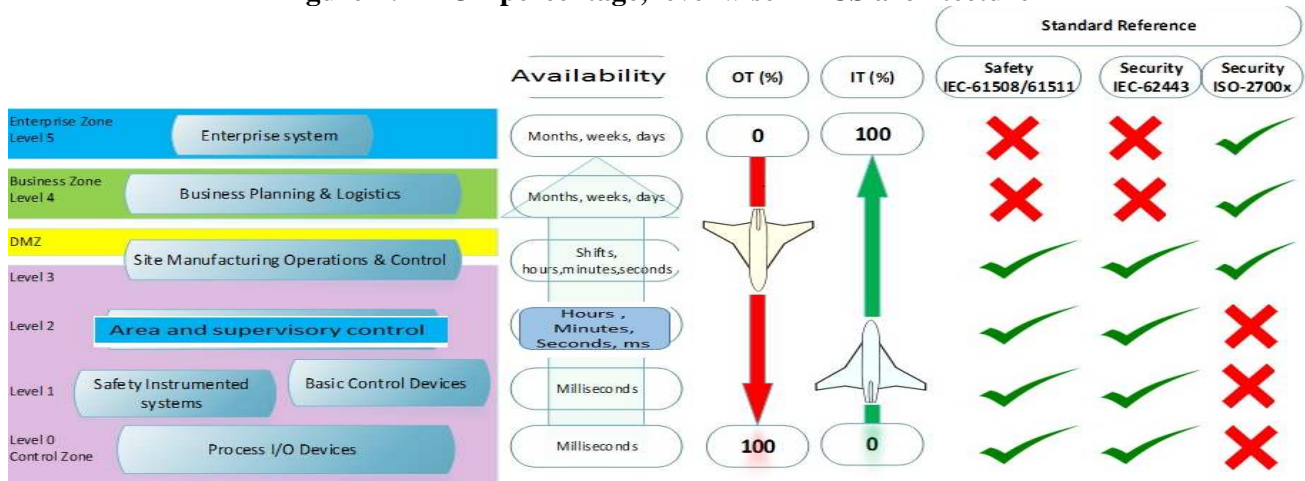 Standard Reference
Availability
OT (%)
IT (%)
Safety
IEC-61508/61511
Security
IEC-62443
Security
ISO-2700x
Enterprise Zone
Level 5
Enterprise system
Months, weeks, days
0
100
Business Zone
Level 4
Business Planning & Logistics
Months, weeks, days
DMZ
Site Manufacturing Operations & Control
Level 3
Shifts,
hours,minutes,seconds
Level 2
Area and supervisory control
Hours ,
Minutes,
Seconds, ms
Level 1
Safety Instrumented
systems
Basic Control Devices
Milliseconds
Level 0
Control Zone
Process I/O Devices
Milliseconds
100
0